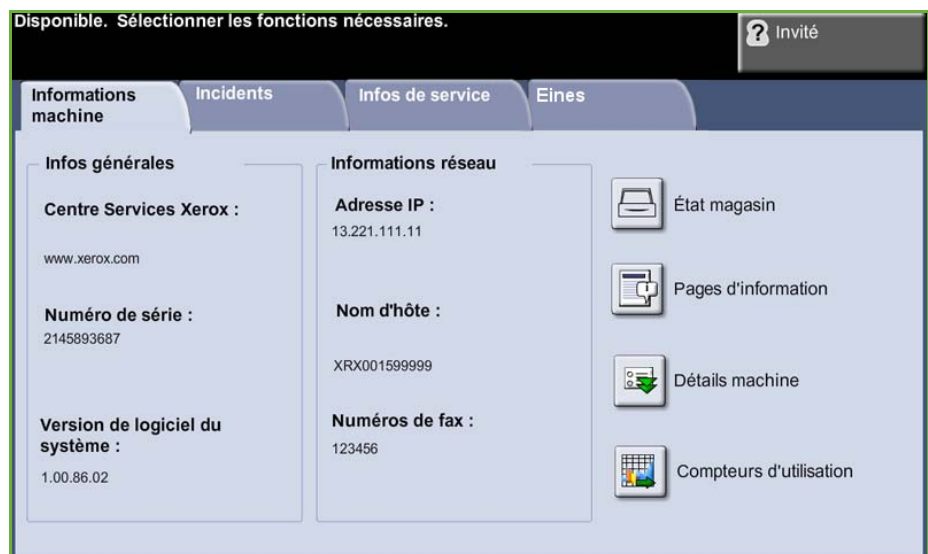 Disponible.  Sélectionner les fonctions nécessaires.
Invité
Informations
machine
Incidents
Infos de service
Eines
Infos générales
Centre Services Xerox :
www.xerox.com
Numéro de série :
2145893687
Version de logiciel du
système :
1.00.86.02
Informations réseau
Adresse IP :
13.221.111.11
Nom d'hôte :
XRX001599999
Numéros de fax :
123456
État magasin
Pages d'information
Détails machine
Compteurs d'utilisation